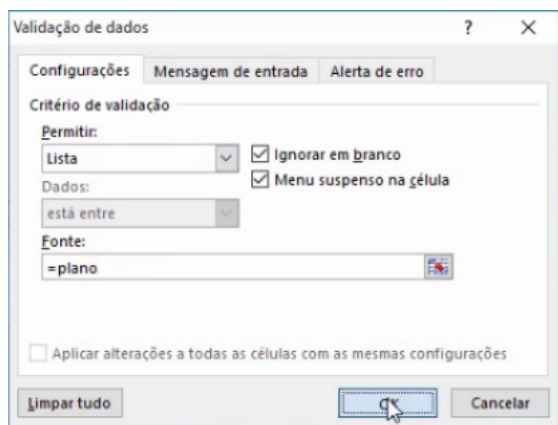 Validação de dados ? X
Configurações Mensagem de entrada Alerta de erro
Critério de validação
Permitir:
Lista Ignorar em branco
Menu suspenso na célula
Dados:
está entre
Fonte:
=plano
Aplicar alterações a todas as células com as mesmas configurações
Limpar tudo OK Cancelar